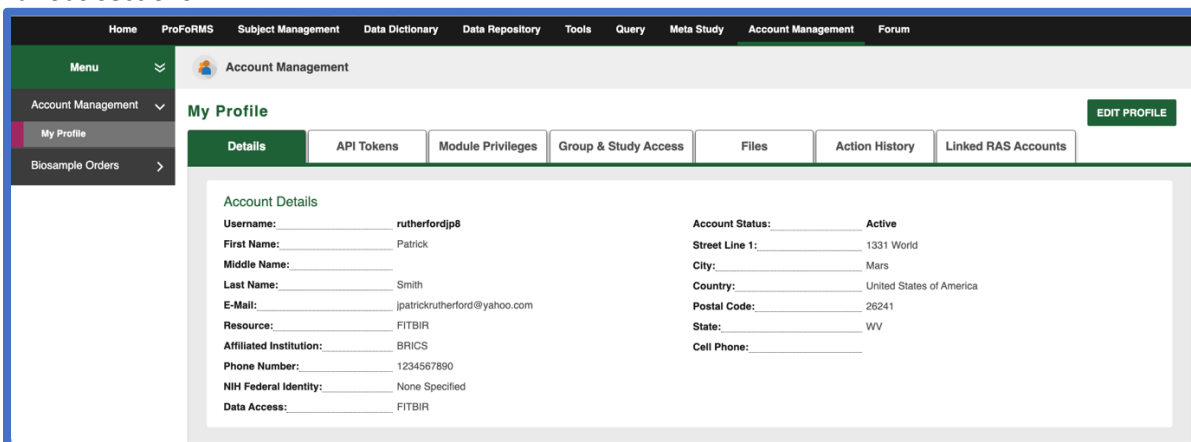 Home ProFoRMS Subject Management Data Dictionary Data Repository Tools Query Meta Study Account Management Forum
Menu
Account Management
Account Management
My Profile
Biosample Orders
My Profile
EDIT PROFILE
Details API Tokens Module Privileges Group & Study Access Files Action History Linked RAS Accounts
Account Details
Username: rutherfordjp8
First Name: Patrick
Middle Name:
Last Name: Smith
E-Mail: jpatrickrutherford@yahoo.com
Resource: FITBIR
Affiliated Institution: BRICS
Phone Number: 1234567890
NIH Federal Identity: None Specified
Data Access: FITBIR
Account Status: Active
Street Line 1: 1331 World
City: Mars
Country: United States of America
Postal Code: 26241
State: WV
Cell Phone: